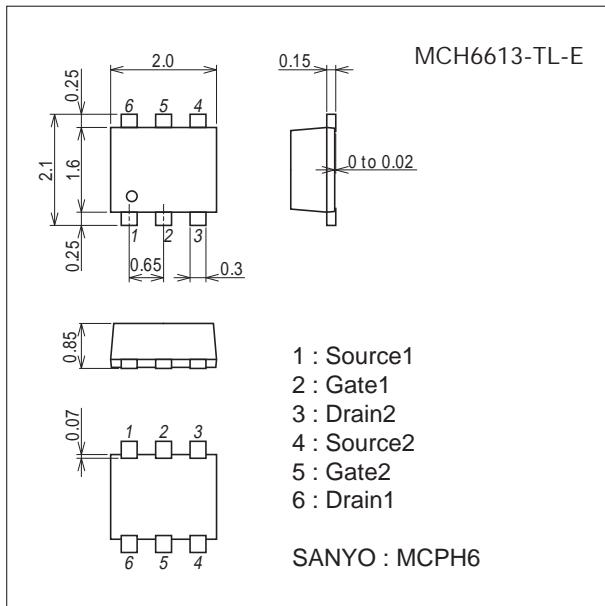 MCH6613-TL-E
2.0
0.15
0.25
6 5 4
2.1
1.6
0 to 0.02
0.25
1 2 3
0.65
0.3
0.85
1 : Source1
2 : Gate1
3 : Drain2
4 : Source2
5 : Gate2
6 : Drain1
0.07
1 2 3
6 5 4
SANYO : MCPH6